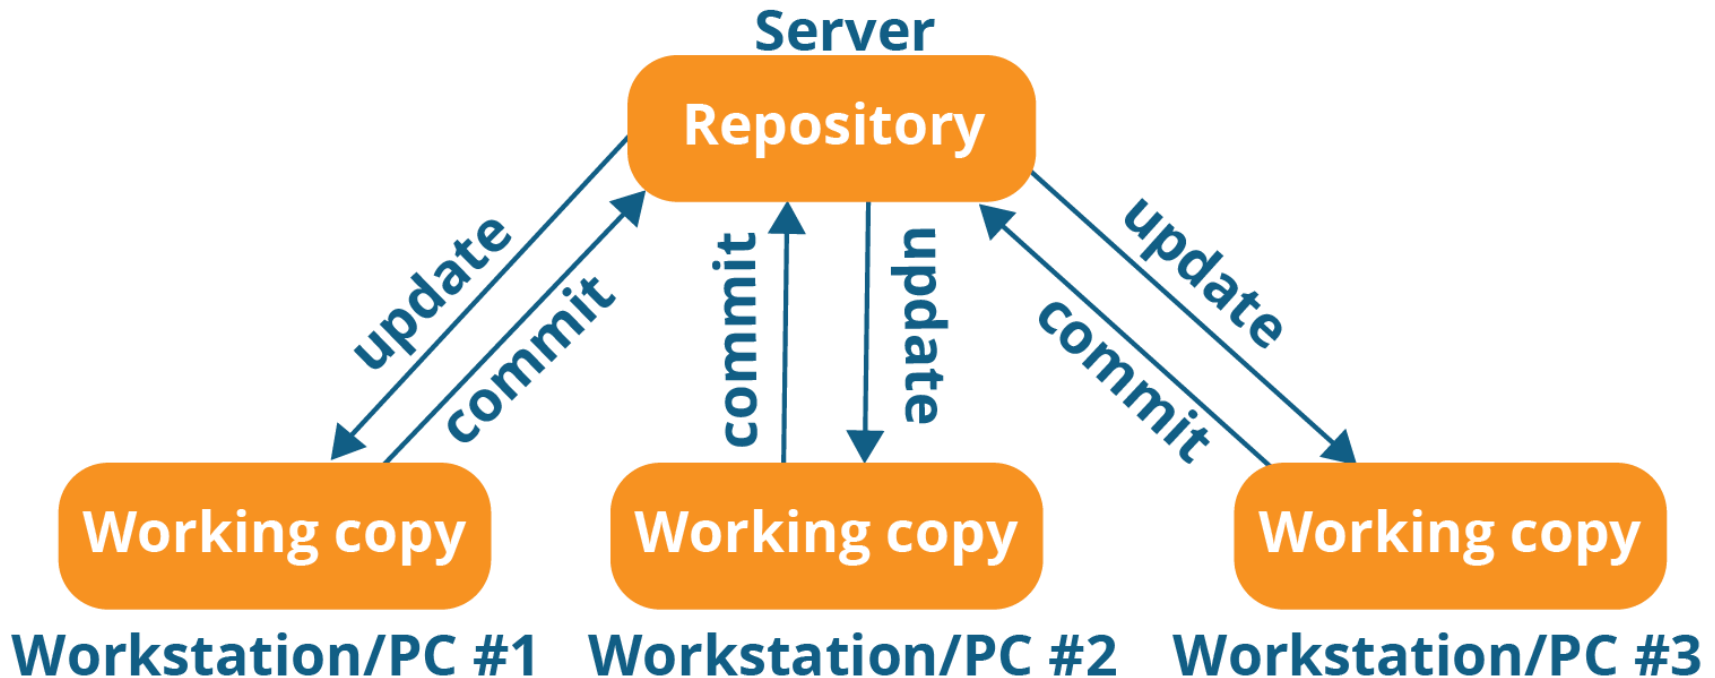 Server
Repository
update
commit
commit
update
update
commit
Working copy
Working copy
Working copy
Workstation/PC #1
Workstation/PC #2
Workstation/PC #3